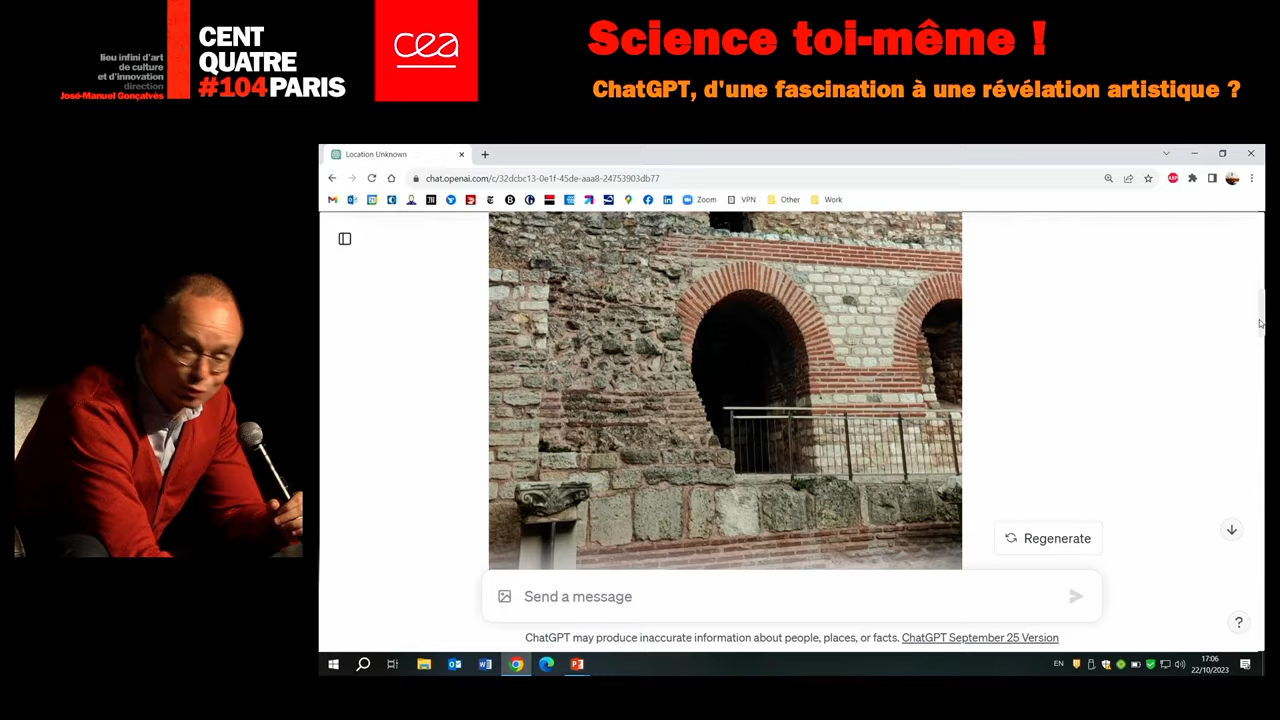 lieu infini d'art
de culture
et d'innovation
direction
José-Manuel Gonçalvès
CENT
QUATRE
#104PARIS
cea
Science toi-même !
ChatGPT, d'une fascination à une révélation artistique ?
Location Unknown
chat.openai.com/c/32dcbc13-0e1f-45de-aaa8-24753903db77
Zoom
VPN
Other
Work
Regenerate
Send a message
ChatGPT may produce inaccurate information about people, places, or facts. ChatGPT September 25 Version
?
EN
17:06
22/10/2023